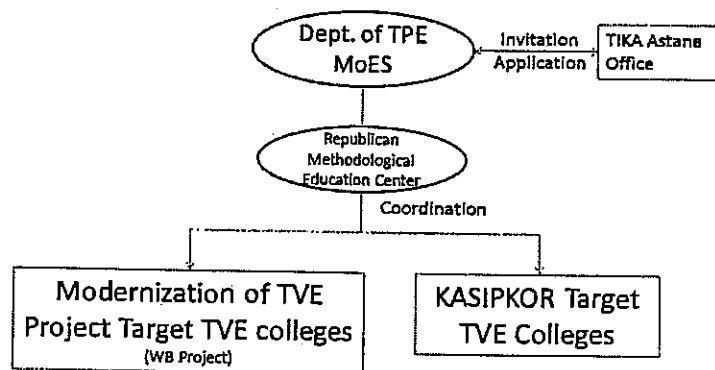 Dept. of TPE
MoES
Invitation
Application
TIKA Astana
Office
Republican
Methodological
Education Center
Coordination
Modernization of TVE
Project Target TVE colleges
(WB Project)
KASIPKOR Target
TVE Colleges